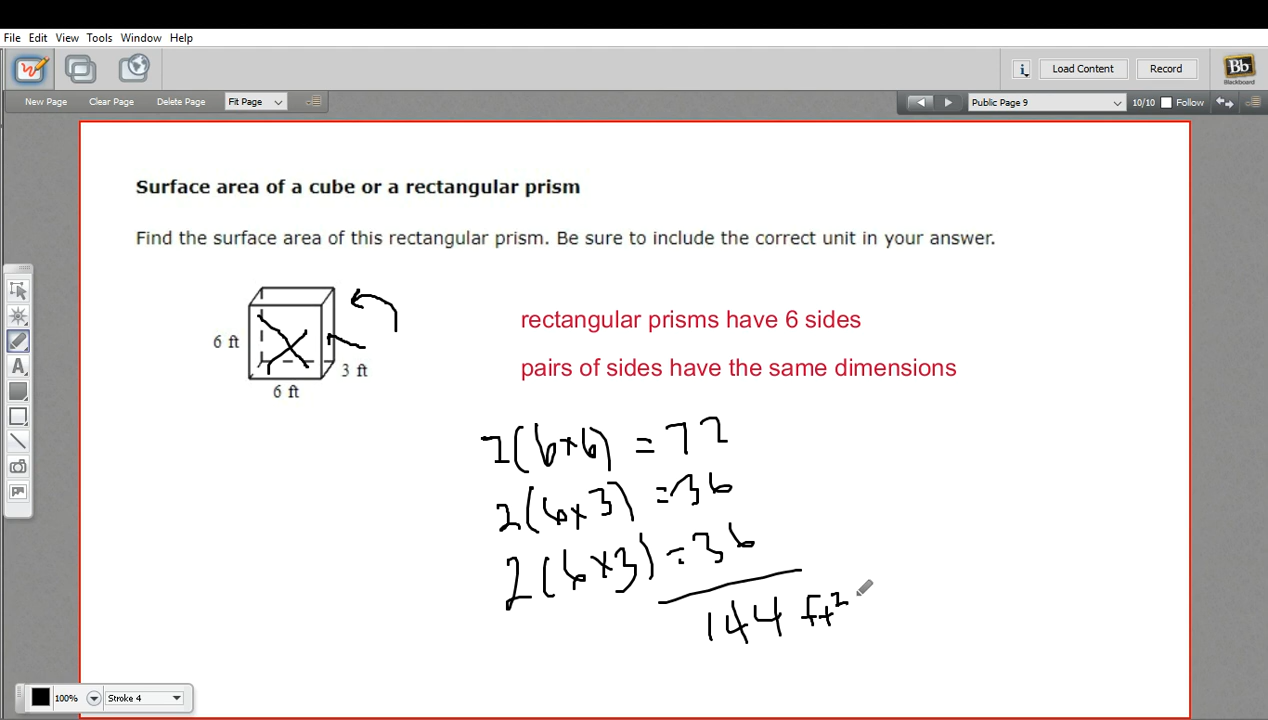 File Edit View Tools Window Help
i Load Content Record Bb Blackboard
New Page Clear Page Delete Page Fit Page Public Page 9 10/10 Follow
Surface area of a cube or a rectangular prism
Find the surface area of this rectangular prism. Be sure to include the correct unit in your answer.
6 ft
3 ft
6 ft
rectangular prisms have 6 sides
pairs of sides have the same dimensions
2(6x6) = 72
2(6x3) = 36
2(6x3) = 36
144 ft²
A
100% Stroke 4